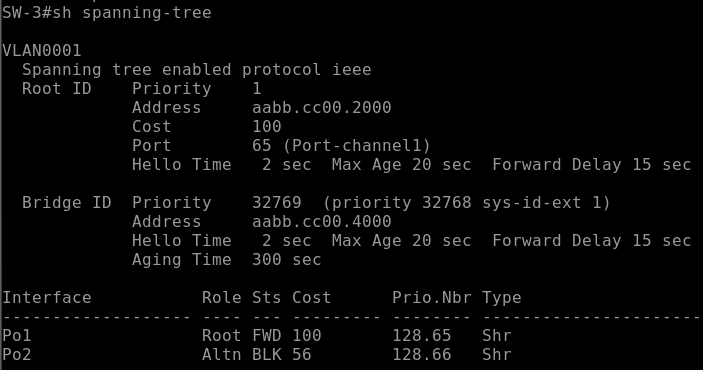 SW-3#sh spanning-tree
VLAN0001
  Spanning tree enabled protocol ieee
  Root ID    Priority    1
             Address     aabb.cc00.2000
             Cost        100
             Port        65 (Port-channel1)
             Hello Time   2 sec  Max Age 20 sec  Forward Delay 15 sec
  Bridge ID  Priority    32769  (priority 32768 sys-id-ext 1)
             Address     aabb.cc00.4000
             Hello Time   2 sec  Max Age 20 sec  Forward Delay 15 sec
             Aging Time  300 sec
Interface           Role Sts Cost      Prio.Nbr Type
------------------- ---- --- --------- -------- ----------------------
Po1                 Root FWD 100       128.65   Shr
Po2                 Altn BLK 56        128.66   Shr